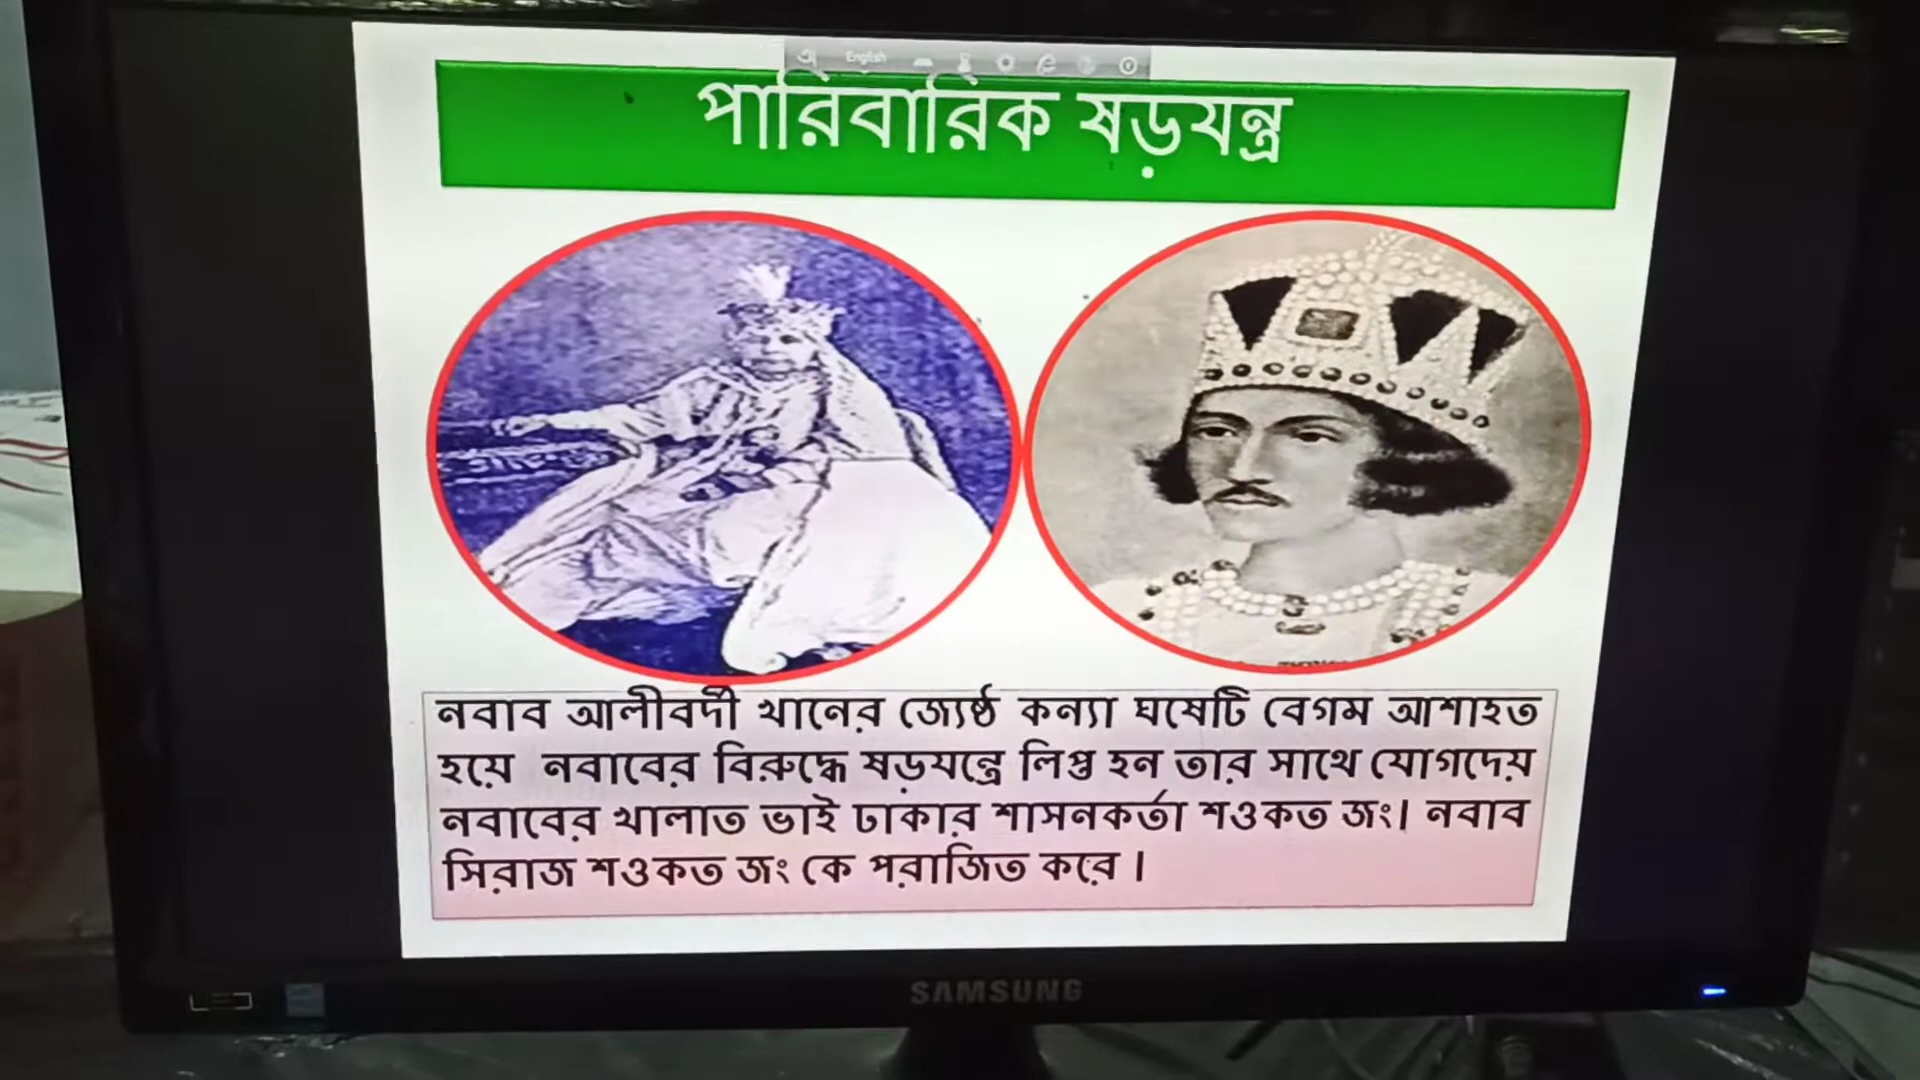 English
পারিবারিক ষড়যন্ত্র
নবাব আলীবর্দী খানের জ্যেষ্ঠ কন্যা ঘষেটি বেগম আশাহত
হয়ে নবাবের বিরুদ্ধে ষড়যন্ত্রে লিপ্ত হন তার সাথে যোগদেয়
নবাবের খালাত ভাই ঢাকার শাসনকর্তা শওকত জং। নবাব
সিরাজ শওকত জং কে পরাজিত করে ।
SAMSUNG